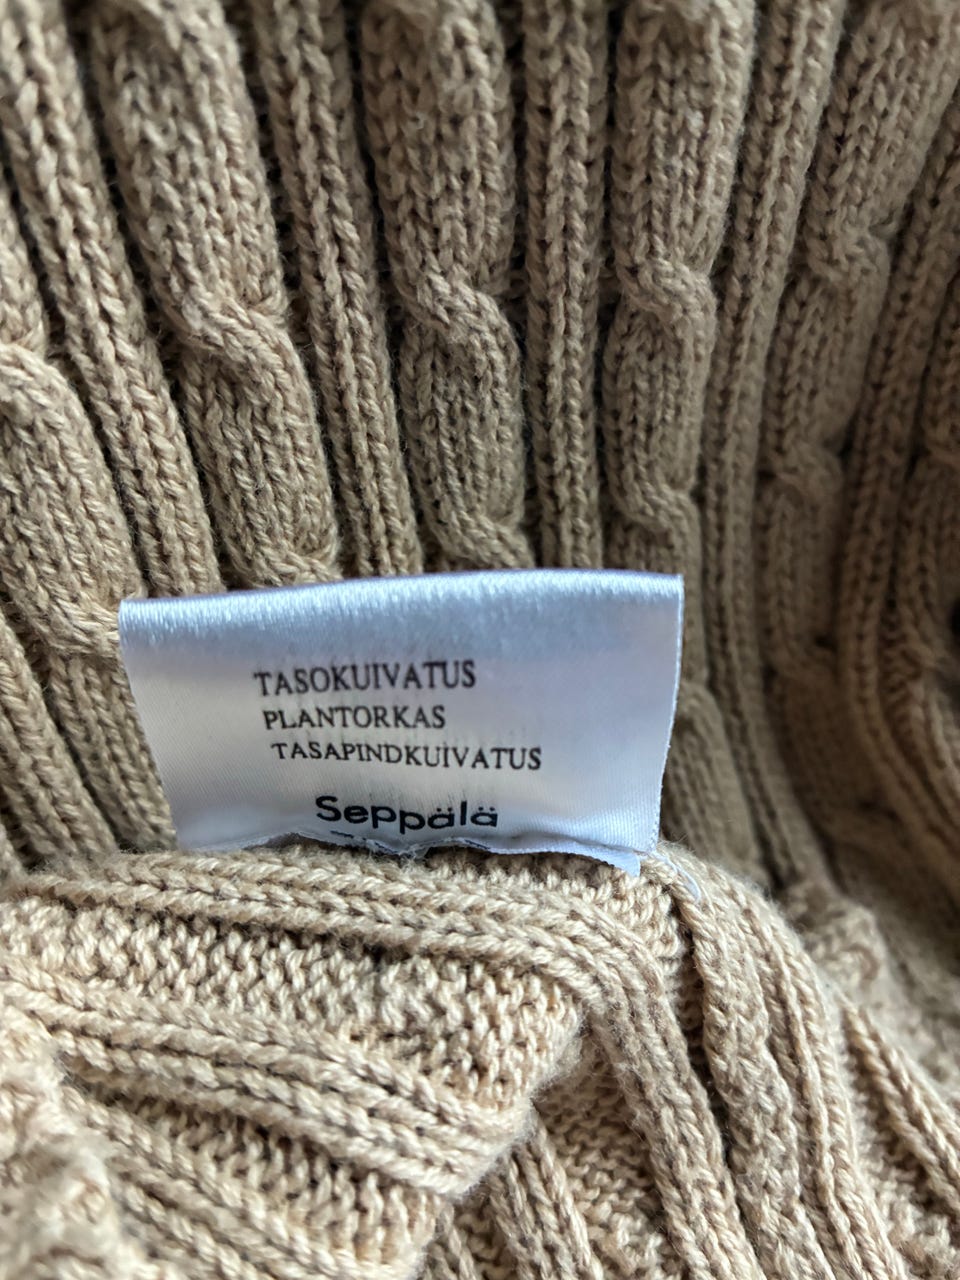 TASOKUIVATUS
PLANTORKAS
TASAPINDKUIVATUS
Seppälä